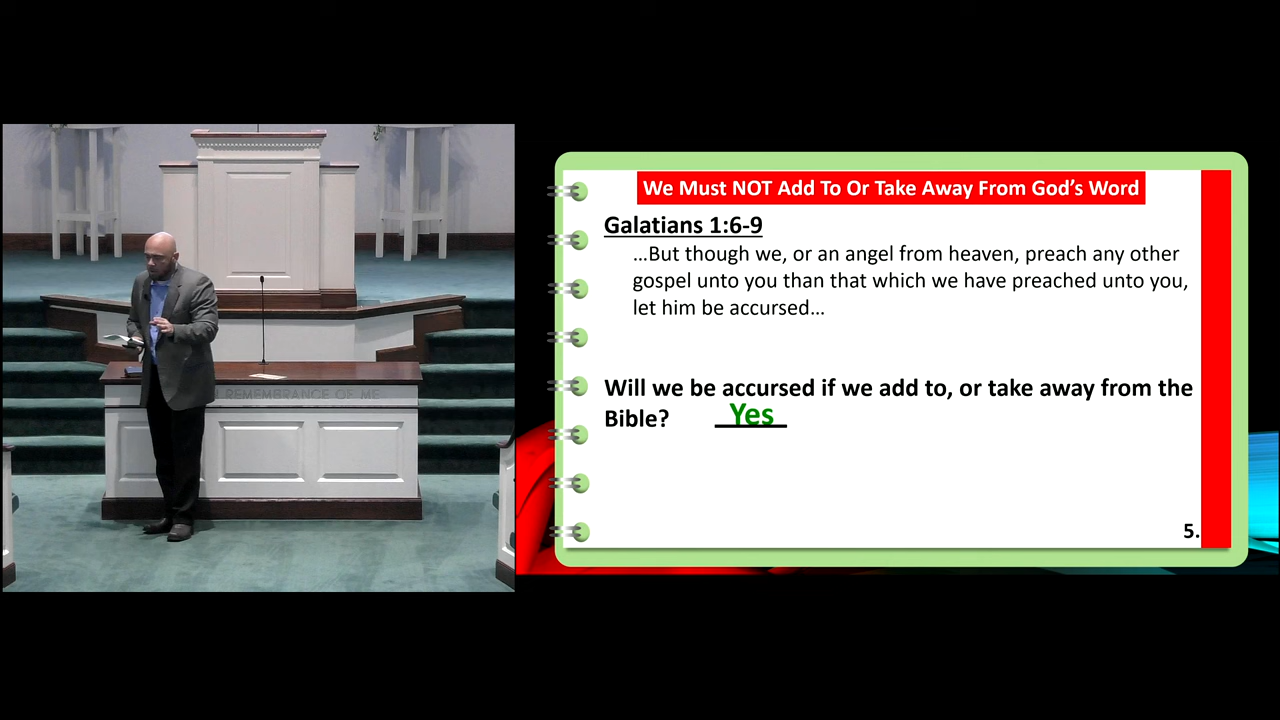 REMEMBRANCE OF ME
We Must NOT Add To Or Take Away From God's Word
Galatians 1:6-9
...But though we, or an angel from heaven, preach any other
gospel unto you than that which we have preached unto you,
let him be accursed...
Will we be accursed if we add to, or take away from the
Bible? Yes
5.